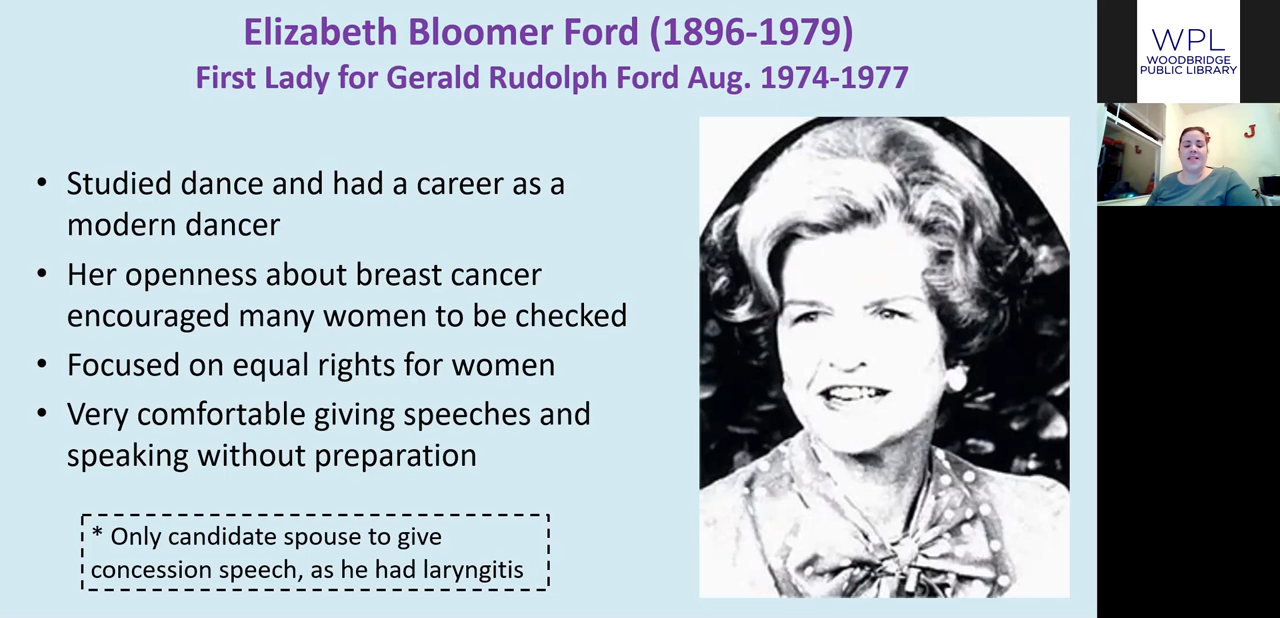 Elizabeth Bloomer Ford (1896-1979)
First Lady for Gerald Rudolph Ford Aug. 1974-1977
• Studied dance and had a career as a
modern dancer
• Her openness about breast cancer
encouraged many women to be checked
• Focused on equal rights for women
• Very comfortable giving speeches and
speaking without preparation
* Only candidate spouse to give
concession speech, as he had laryngitis
WPL
WOODBRIDGE
PUBLIC LIBRARY
J